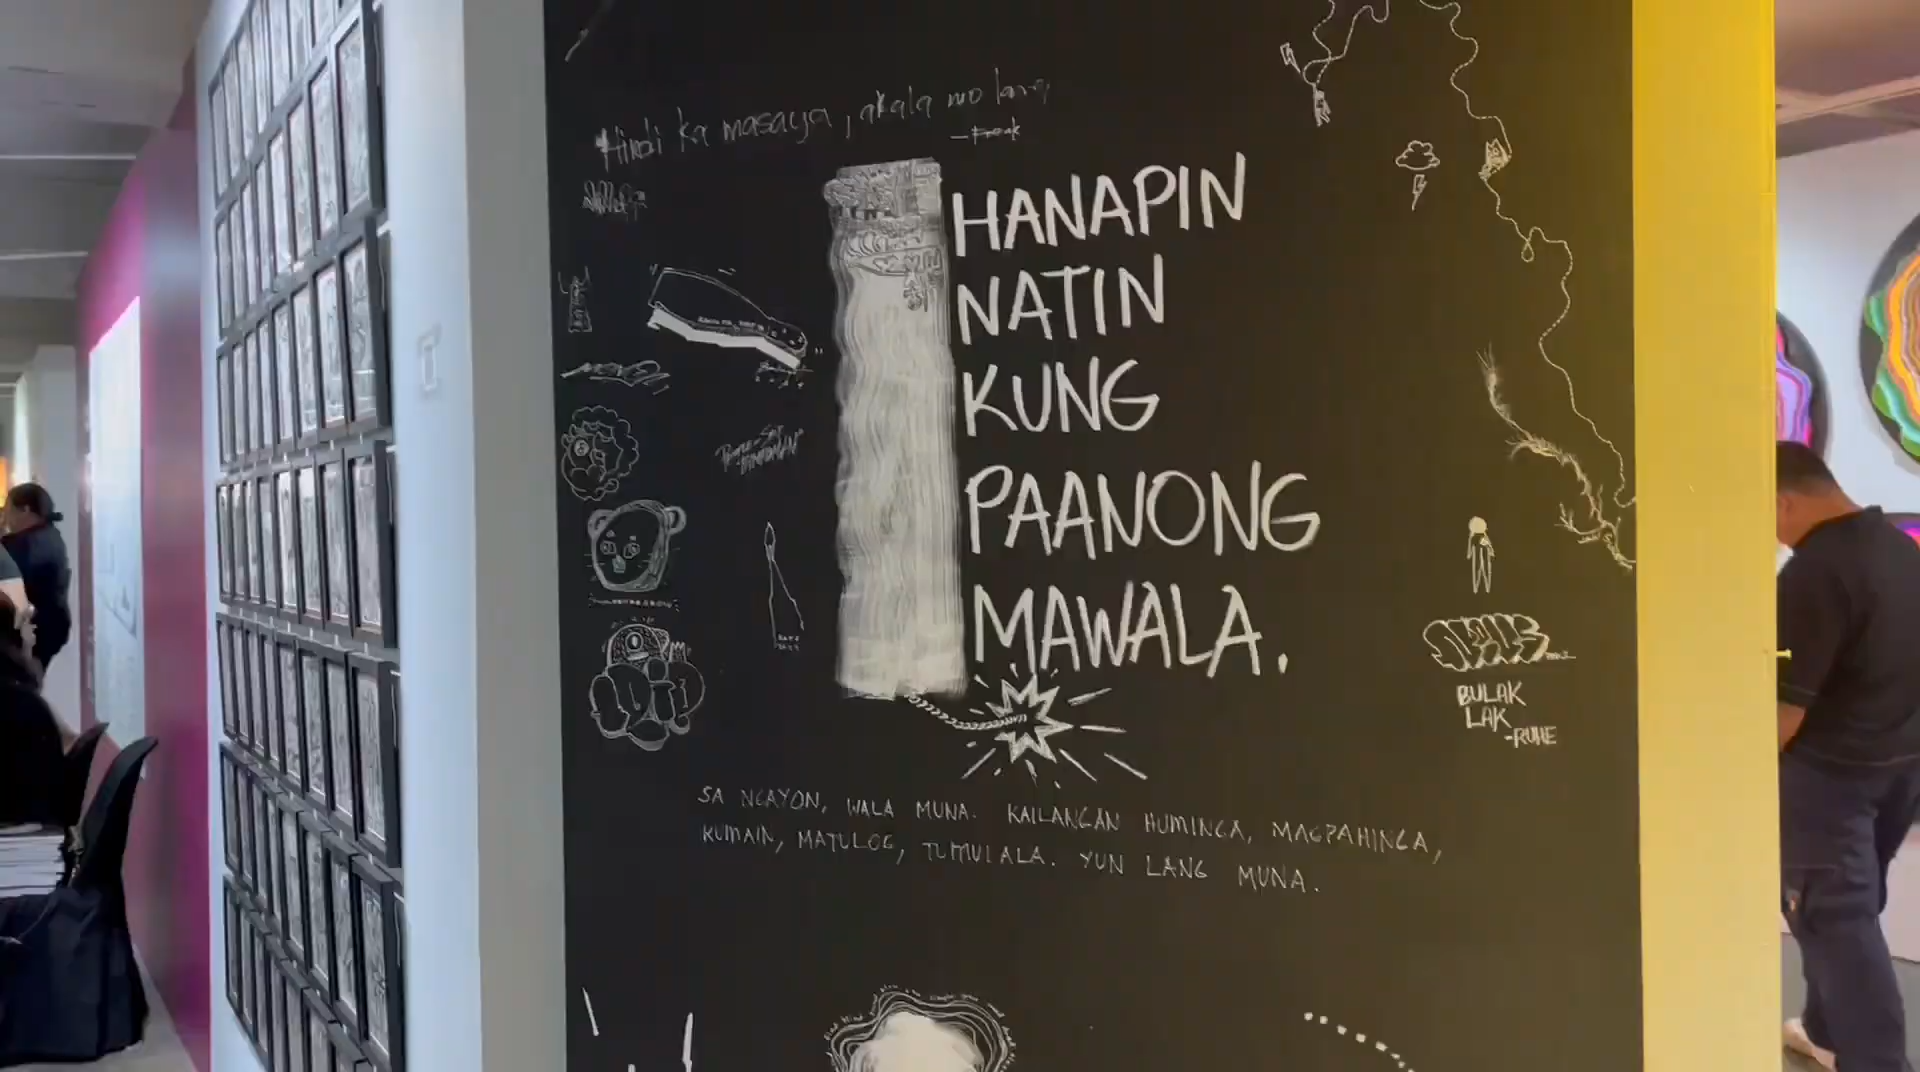 Hindi ka masaya, akala mo lang
HANAPIN
NATIN
KUNG
PAANONG
MAWALA.
BULAK
LAK
-RUHE
SA NGAYON, WALA MUNA. KAILANGAN HUMINGA, MAGPAHINGA,
KUMAIN, MATULOG, TUMULALA. YUN LANG MUNA.